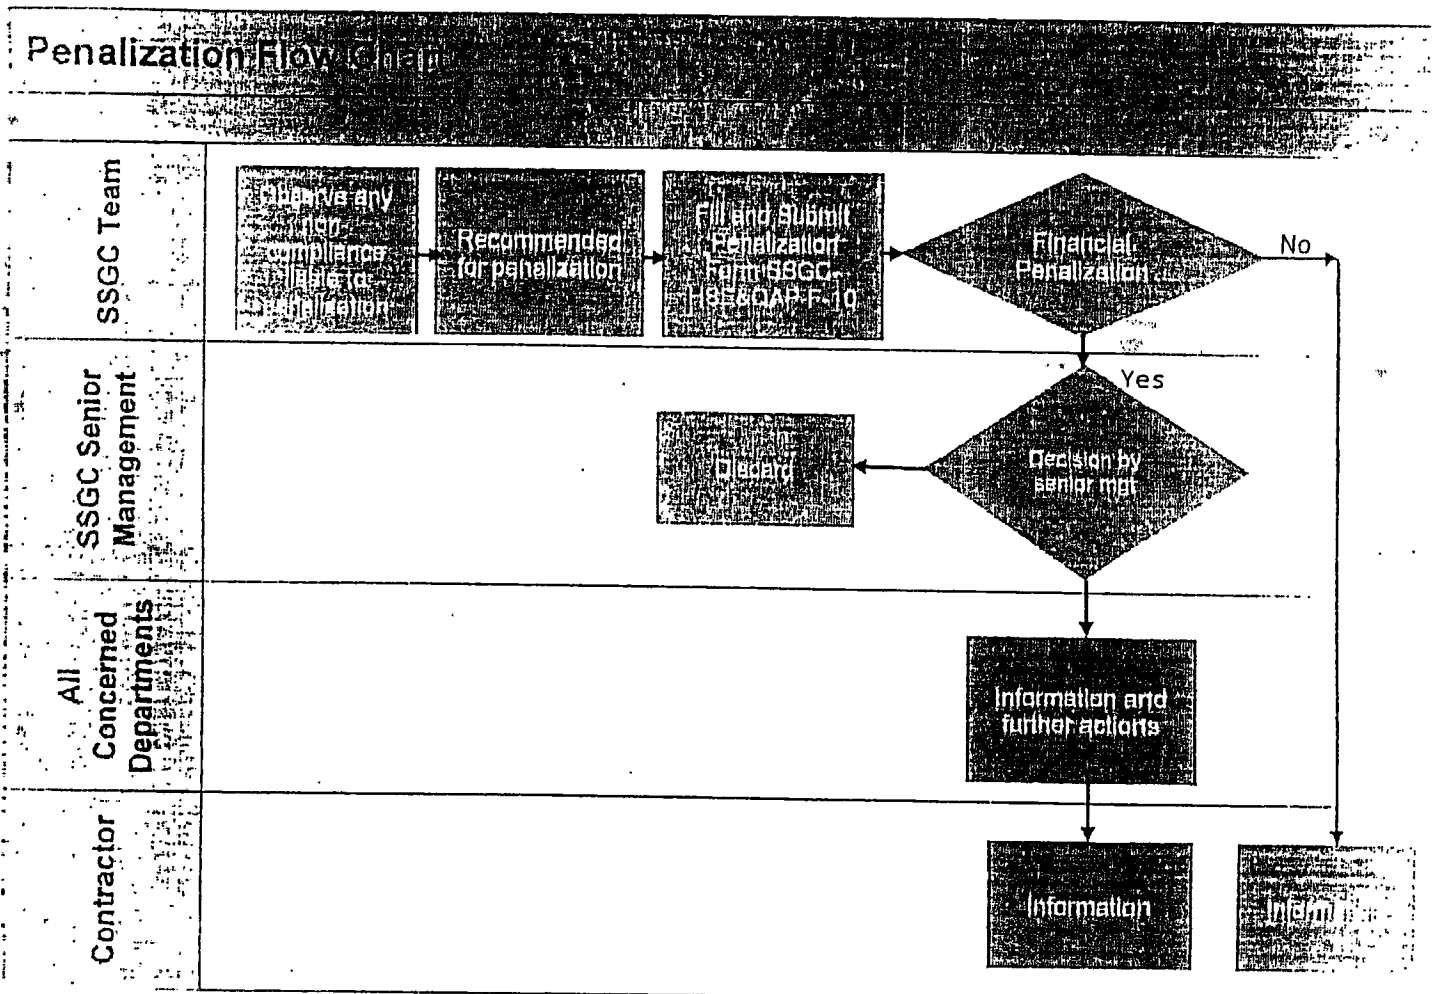 Penalization Flow Chart
SSGC Team
Observe any
non
compliance
liable to
Penalization
Recommended
for penalization
Fill and Submit
Penalization
Form SSGC-
HSE&QAP-F-10
Financial
Penalization
No
SSGC Senior
Management
Yes
Discard
Decision by
senior mgt
All
Concerned
Departments
Information and
further actions
Contractor
Information
Inform